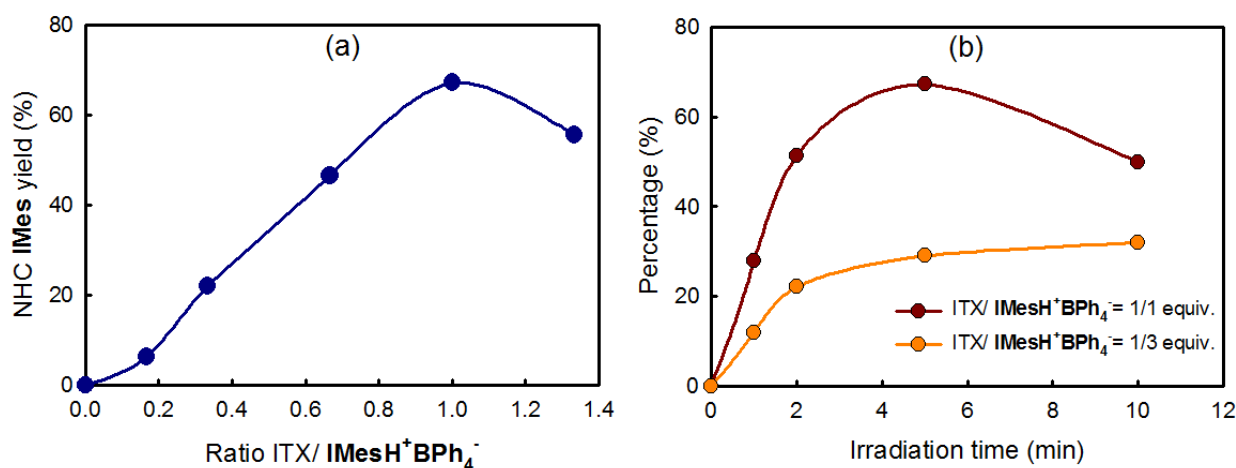 (a)
NHC IMes yield (%)
80
60
40
20
0
0.0 0.2 0.4 0.6 0.8 1.0 1.2 1.4
Ratio ITX/ IMesH⁺BPh₄⁻
(b)
Percentage (%)
80
60
40
20
0
ITX/ IMesH⁺BPh₄⁻= 1/1 equiv.
ITX/ IMesH⁺BPh₄⁻= 1/3 equiv.
0 2 4 6 8 10 12
Irradiation time (min)